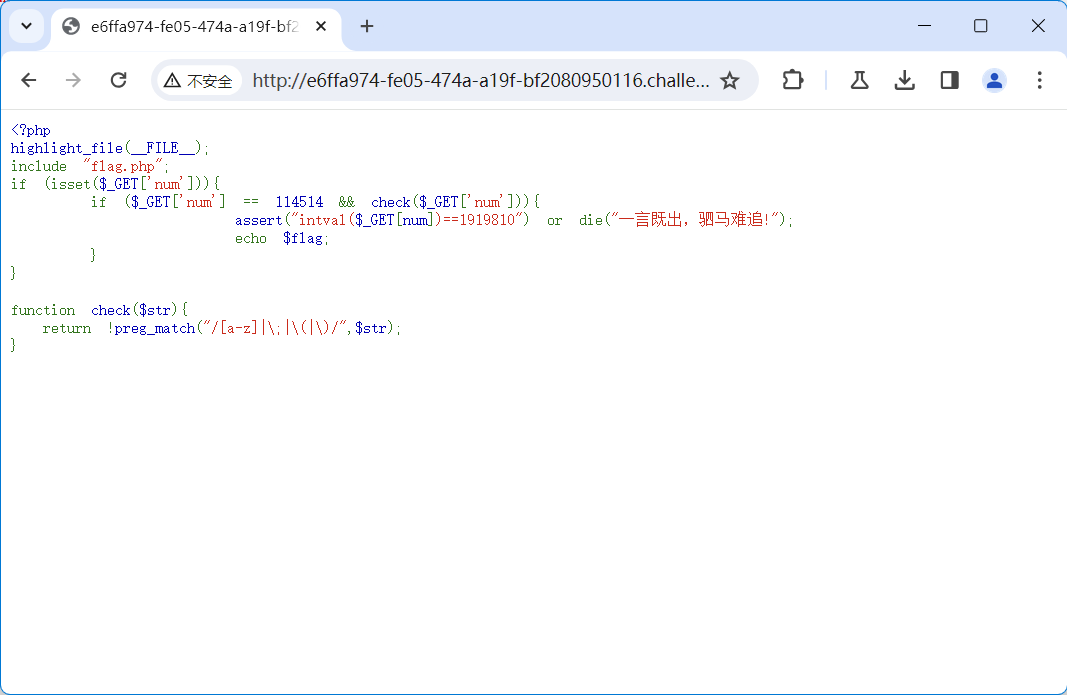 e6ffa974-fe05-474a-a19f-bf2
不安全 http://e6ffa974-fe05-474a-a19f-bf2080950116.challe...
<?php
highlight_file(__FILE__);
include "flag.php";
if (isset($_GET['num'])){
if ($_GET['num'] == 114514 && check($_GET['num'])){
assert("intval($_GET[num])==1919810") or die("一言既出，驷马难追!");
echo $flag;
}
}
function check($str){
return !preg_match("/[a-z]|\;|\(|\)/",$str);
}